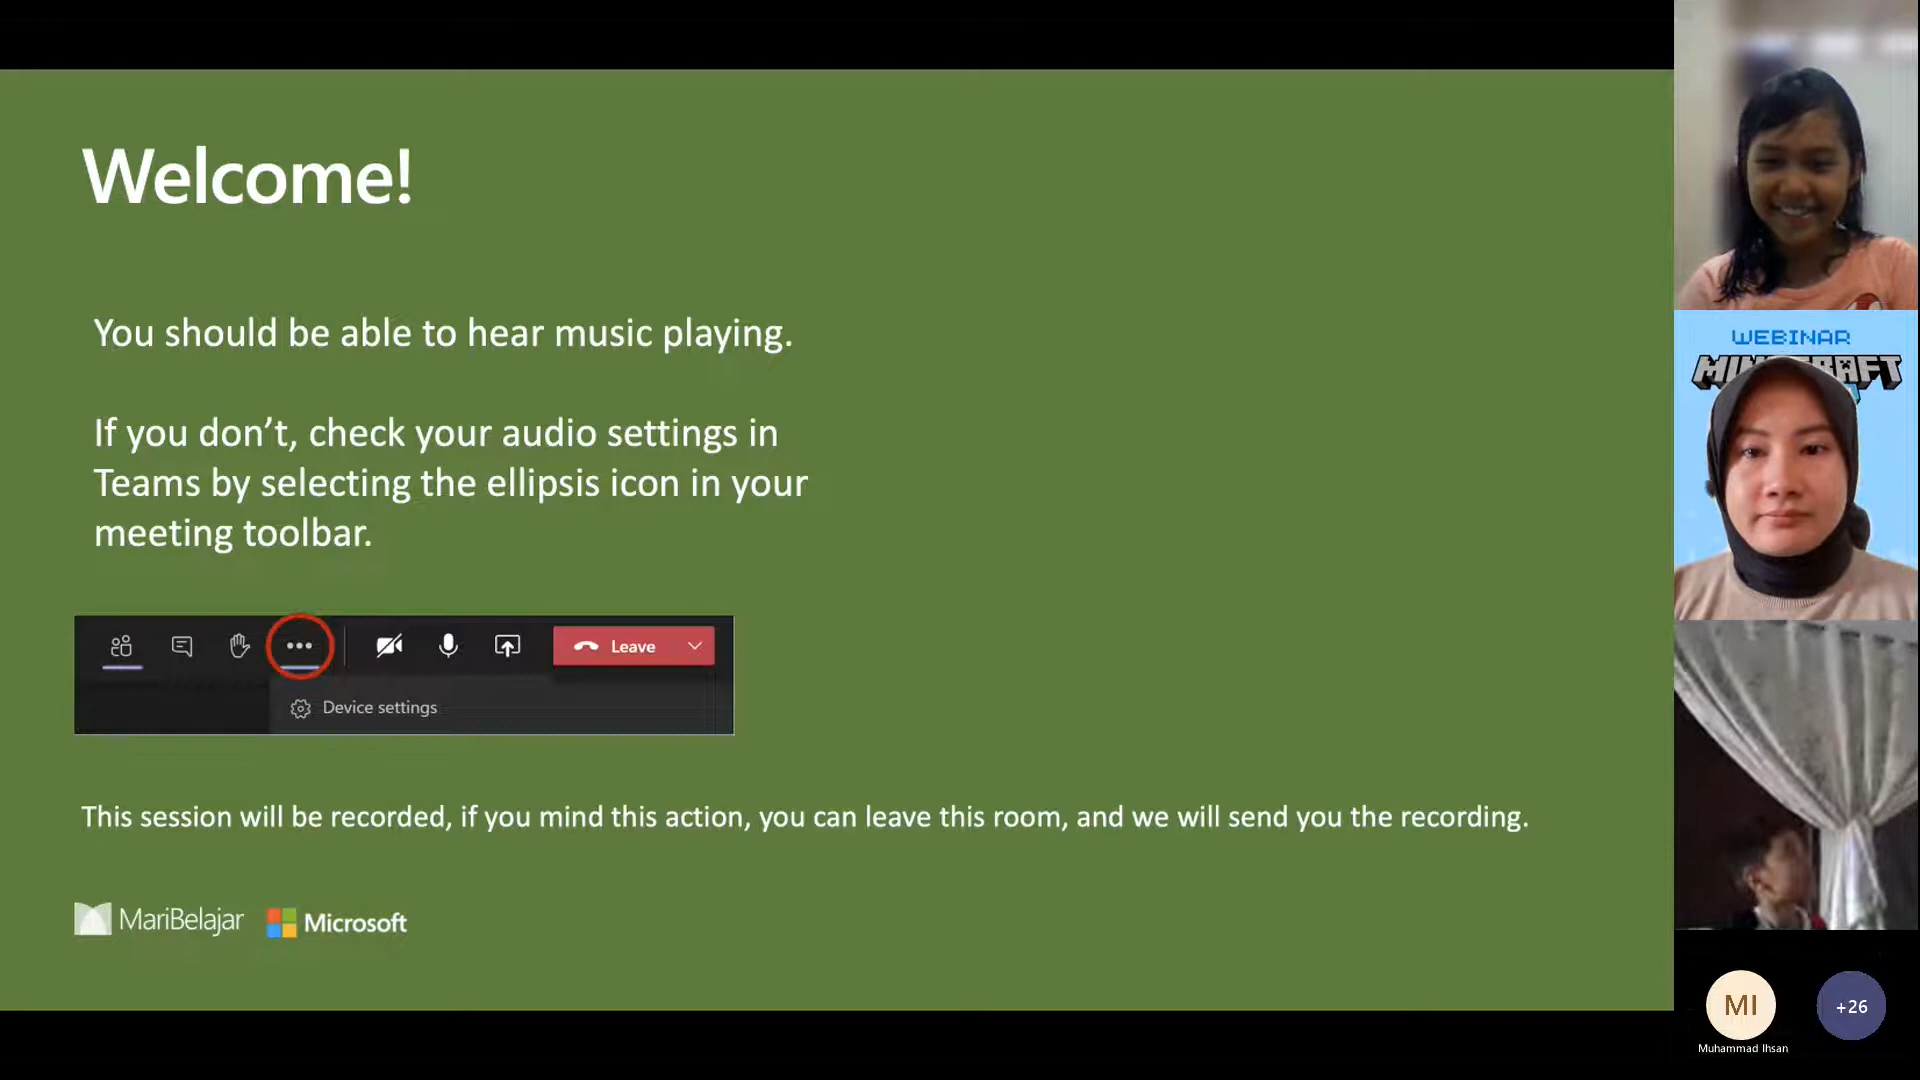 Welcome!
You should be able to hear music playing.
If you don’t, check your audio settings in
Teams by selecting the ellipsis icon in your
meeting toolbar.
Leave
Device settings
This session will be recorded, if you mind this action, you can leave this room, and we will send you the recording.
MariBelajar
Microsoft
WEBINAR
MINECRAFT
MI
+26
Muhammad Ihsan